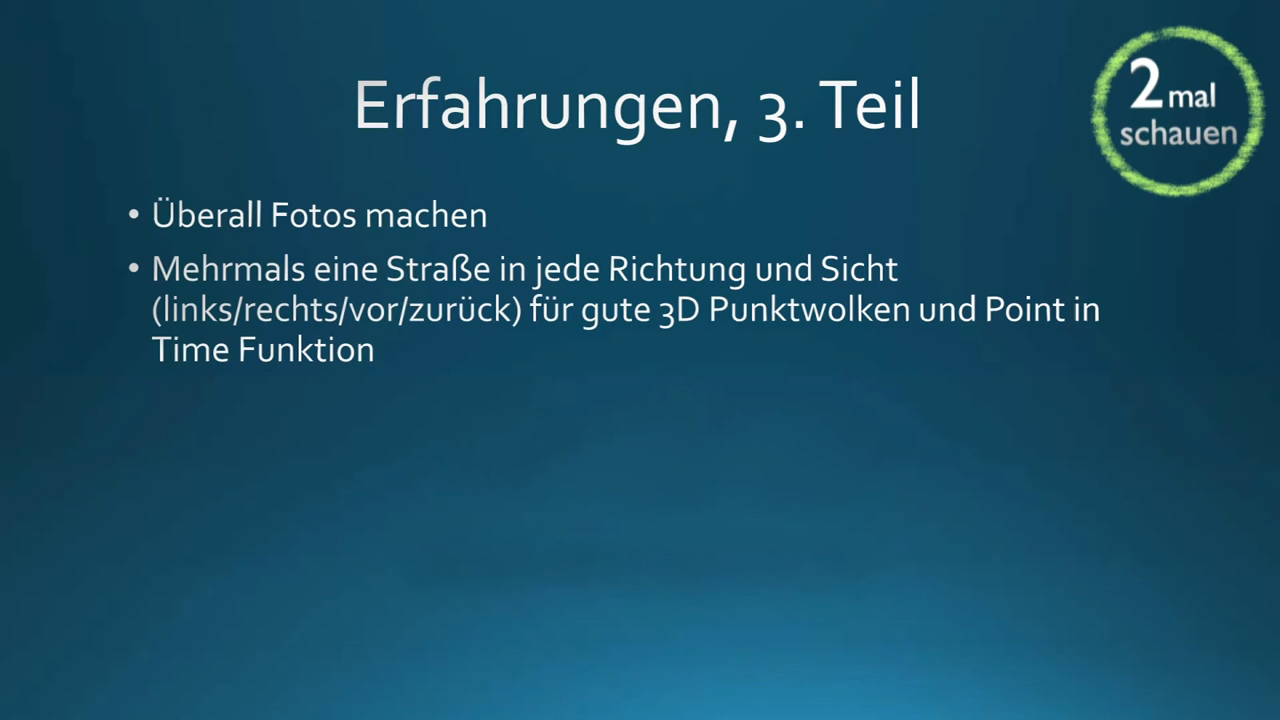 Erfahrungen, 3. Teil
2 mal
schauen
• Überall Fotos machen
• Mehrmals eine Straße in jede Richtung und Sicht
(links/rechts/vor/zurück) für gute 3D Punktwolken und Point in
Time Funktion